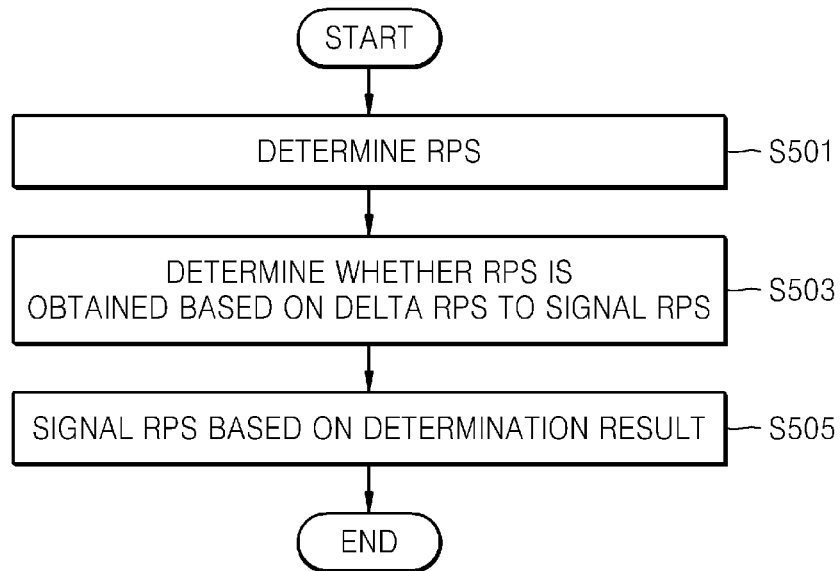 START
DETERMINE RPS
S501
DETERMINE WHETHER RPS IS
OBTAINED BASED ON DELTA RPS TO SIGNAL RPS
S503
SIGNAL RPS BASED ON DETERMINATION RESULT
S505
END